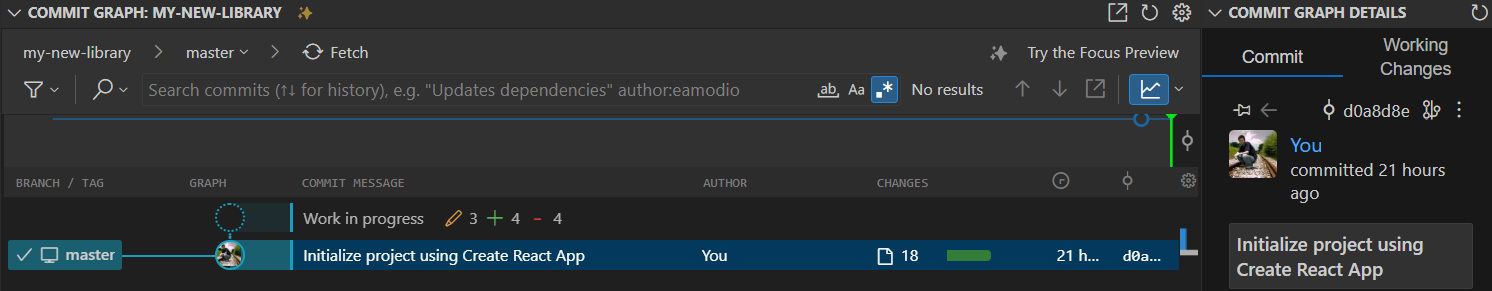 COMMIT GRAPH: MY-NEW-LIBRARY
my-new-library > master > Fetch
Try the Focus Preview
Search commits (↑↓ for history), e.g. "Updates dependencies" author:eamodio
ab Aa No results
BRANCH / TAG GRAPH COMMIT MESSAGE AUTHOR CHANGES
Work in progress 3 + 4 - 4
master Initialize project using Create React App You 18 21 h... d0a...
COMMIT GRAPH DETAILS
Commit
Working
Changes
d0a8d8e
You
committed 21 hours
ago
Initialize project using
Create React App